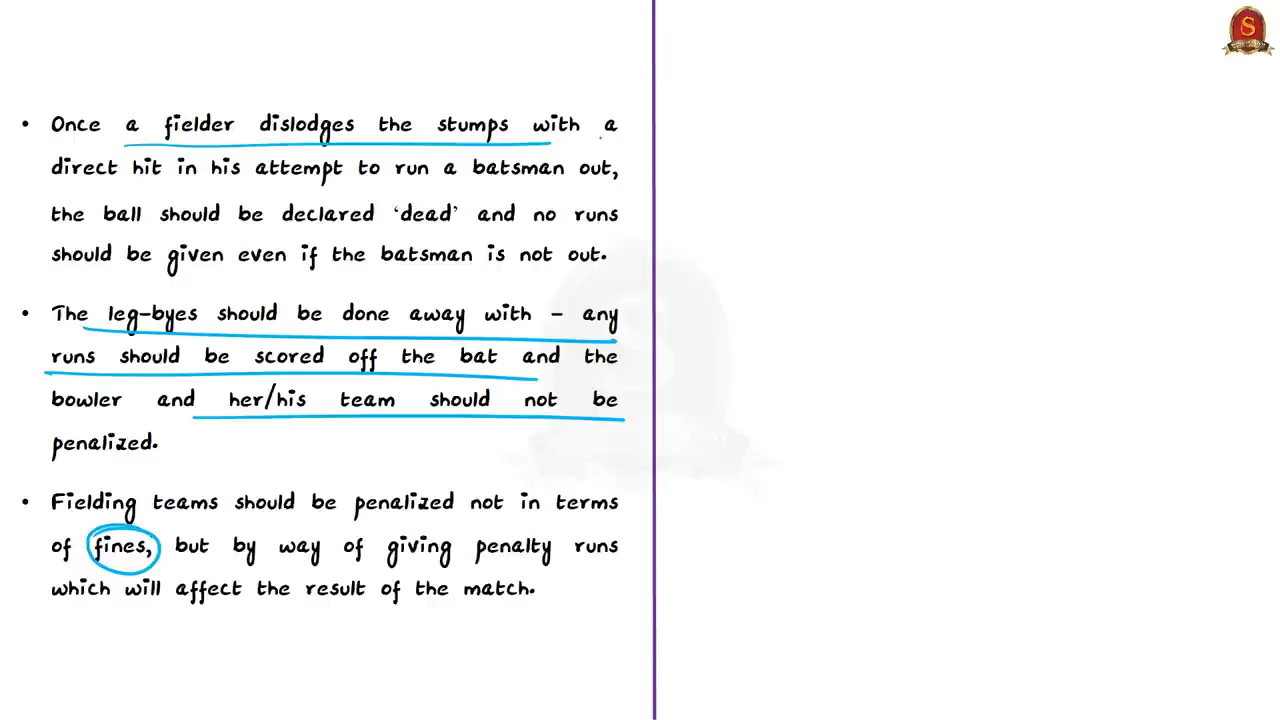 • Once a fielder dislodges the stumps with a
direct hit in his attempt to run a batsman out,
the ball should be declared ‘dead’ and no runs
should be given even if the batsman is not out.
• The leg-byes should be done away with – any
runs should be scored off the bat and the
bowler and her/his team should not be
penalized.
• Fielding teams should be penalized not in terms
of fines, but by way of giving penalty runs
which will affect the result of the match.
S